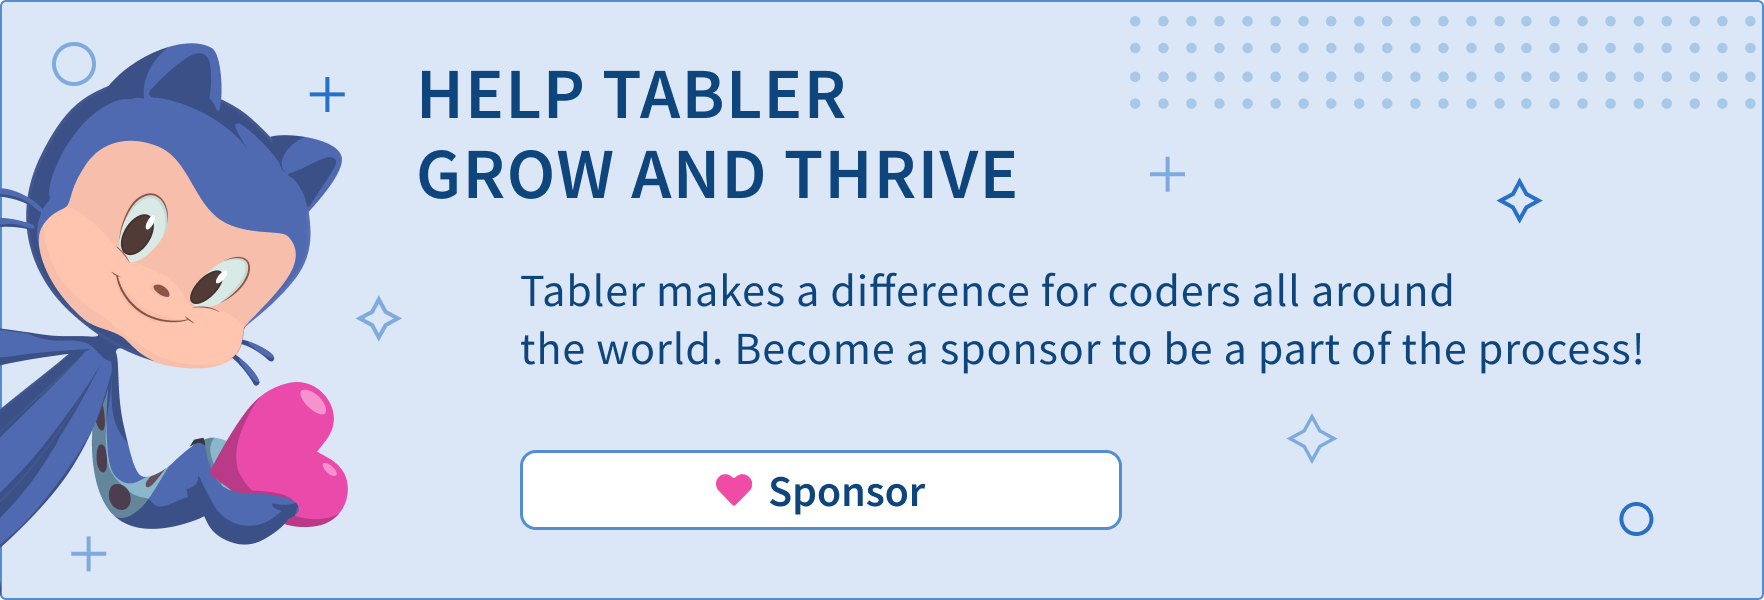 HELP TABLER
GROW AND THRIVE
Tabler makes a difference for coders all around
the world. Become a sponsor to be a part of the process!
Sponsor